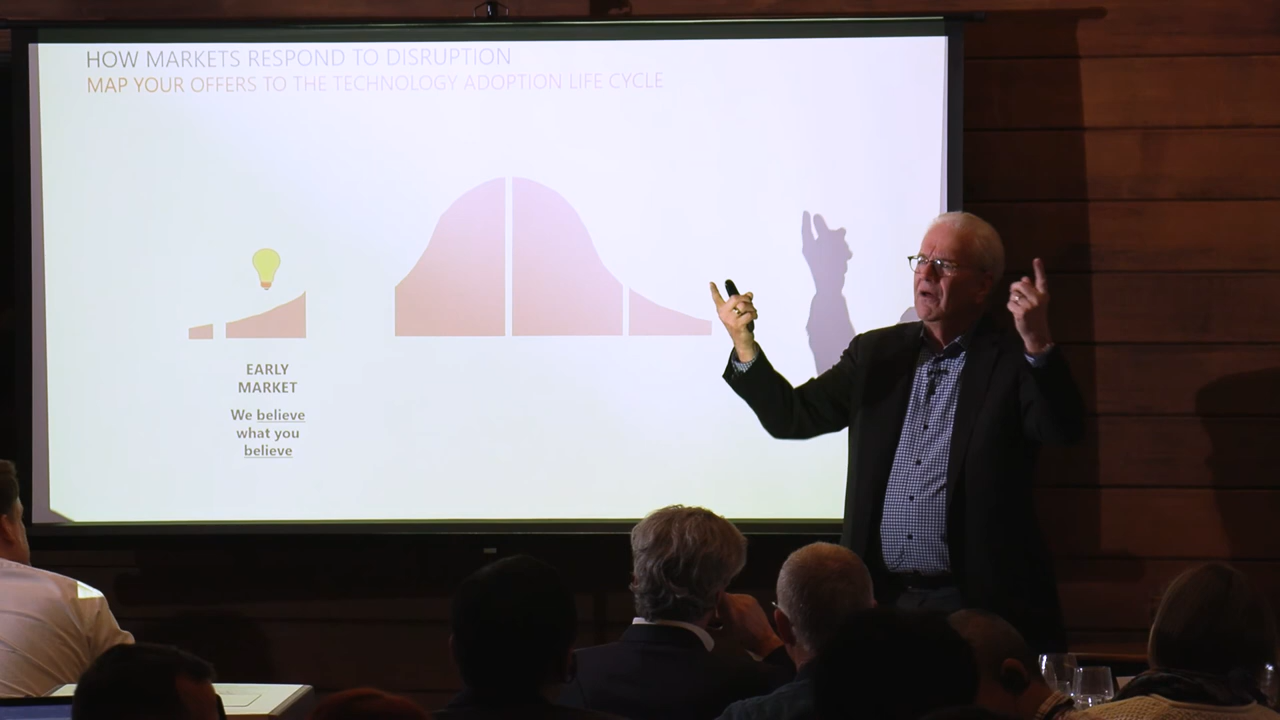 HOW MARKETS RESPOND TO DISRUPTION
MAP YOUR OFFERS TO THE TECHNOLOGY ADOPTION LIFE CYCLE
EARLY
MARKET
We believe
what you
believe